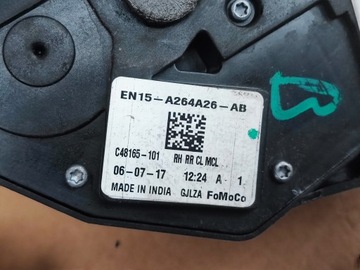 EN15-A264A26-AB
C48165-101 RH RR CL MCL
06-07-17 12:24 A - 1
MADE IN INDIA GJLZA FoMoCo